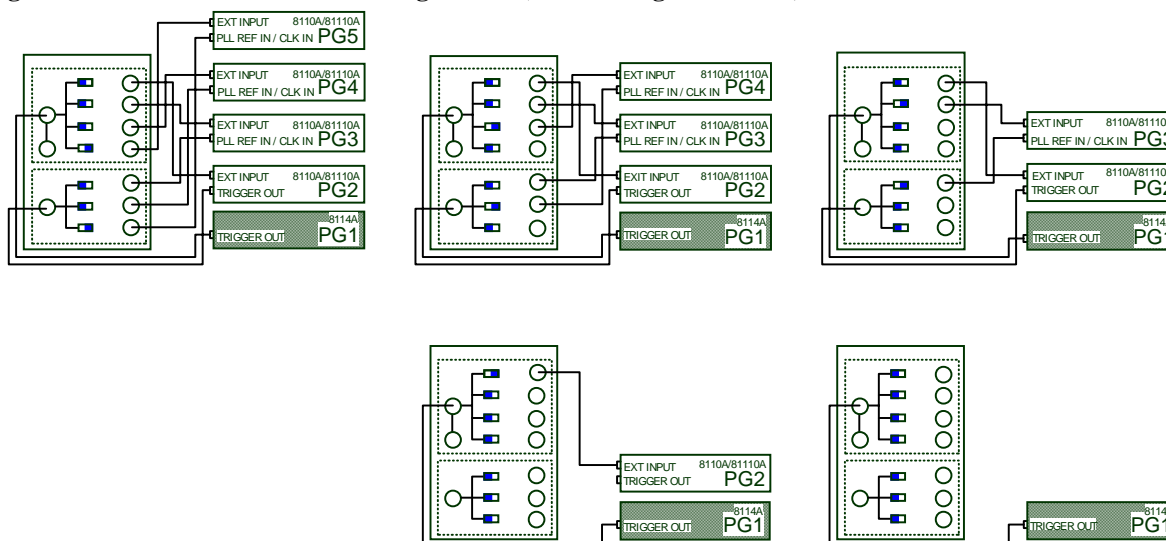 EXT INPUT 8110A/81110A
PLL REF IN / CLK IN PG5
EXT INPUT 8110A/81110A
PLL REF IN / CLK IN PG4
EXT INPUT 8110A/81110A
PLL REF IN / CLK IN PG3
EXT INPUT 8110A/81110A
TRIGGER OUT PG2
8114A
TRIGGER OUT PG1
EXT INPUT 8110A/81110A
PLL REF IN / CLK IN PG4
EXT INPUT 8110A/81110A
PLL REF IN / CLK IN PG3
EXIT INPUT 8110A/81110A
TRIGGER OUT PG2
8114A
TRIGGER OUT PG1
EXT INPUT 8110A/81110
PLL REF IN / CLK IN
EXT INPUT 8110A/81110
TRIGGER OUT
TRIGGER OUT
EXT INPUT 8110A/81110A
TRIGGER OUT PG2
8114A
TRIGGER OUT PG1
TRIGGER OUT